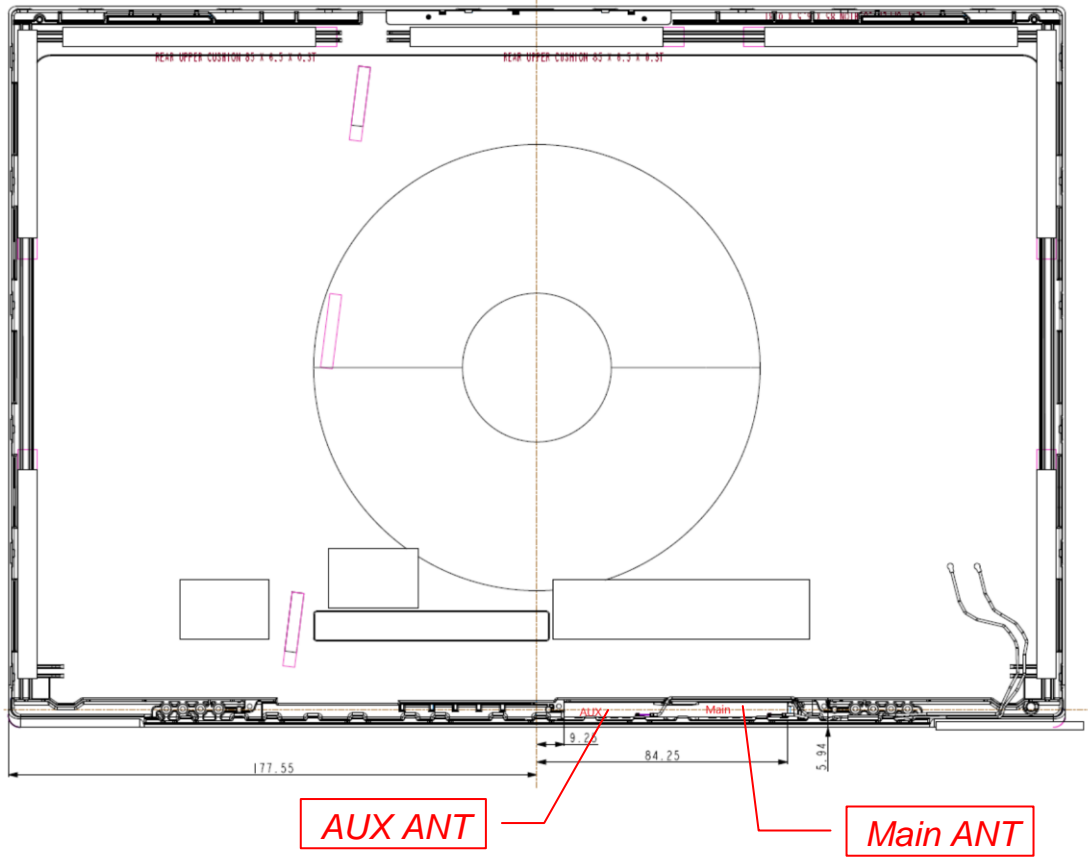 REAR UPPER CUSHION 85 X 6.5 X 0.3T
REAR UPPER CUSHION 85 X 6.5 X 0.3T
AUX
Main
9.25
84.25
5.94
177.55
AUX ANT
Main ANT